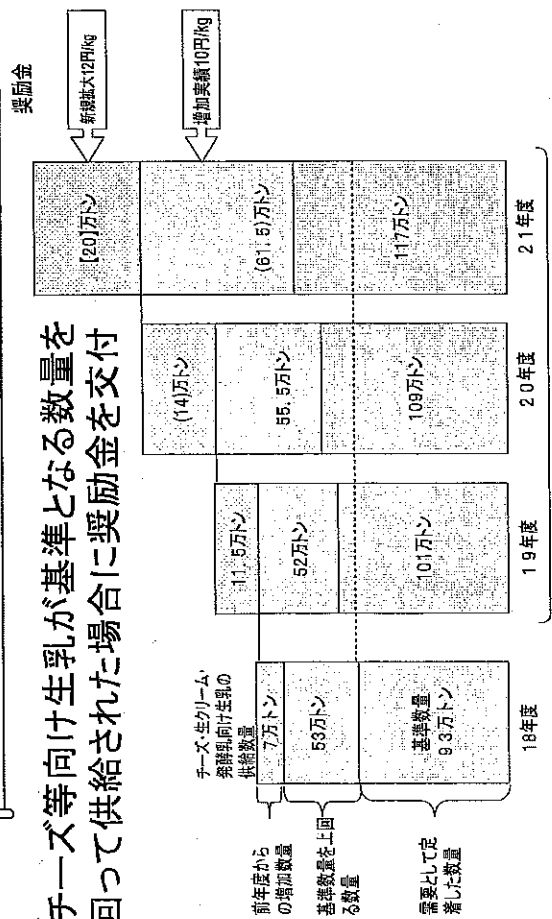 チーズ等向け生乳が基準となる数量を
回って供給された場合に奨励金を交付
奨励金
新規拡大12円/kg
増加実績10円/kg
チーズ・生クリーム・
発酵乳向け生乳の
供給数量
前年度から
の増加数量
基準数量を上回
る数量
需要として定
着した数量
7万トン
53万トン
基準数量
93万トン
18年度
11.5万トン
52万トン
101万トン
19年度
(14)万トン
55.5万トン
109万トン
20年度
[20]万トン
(61.5)万トン
117万トン
21年度